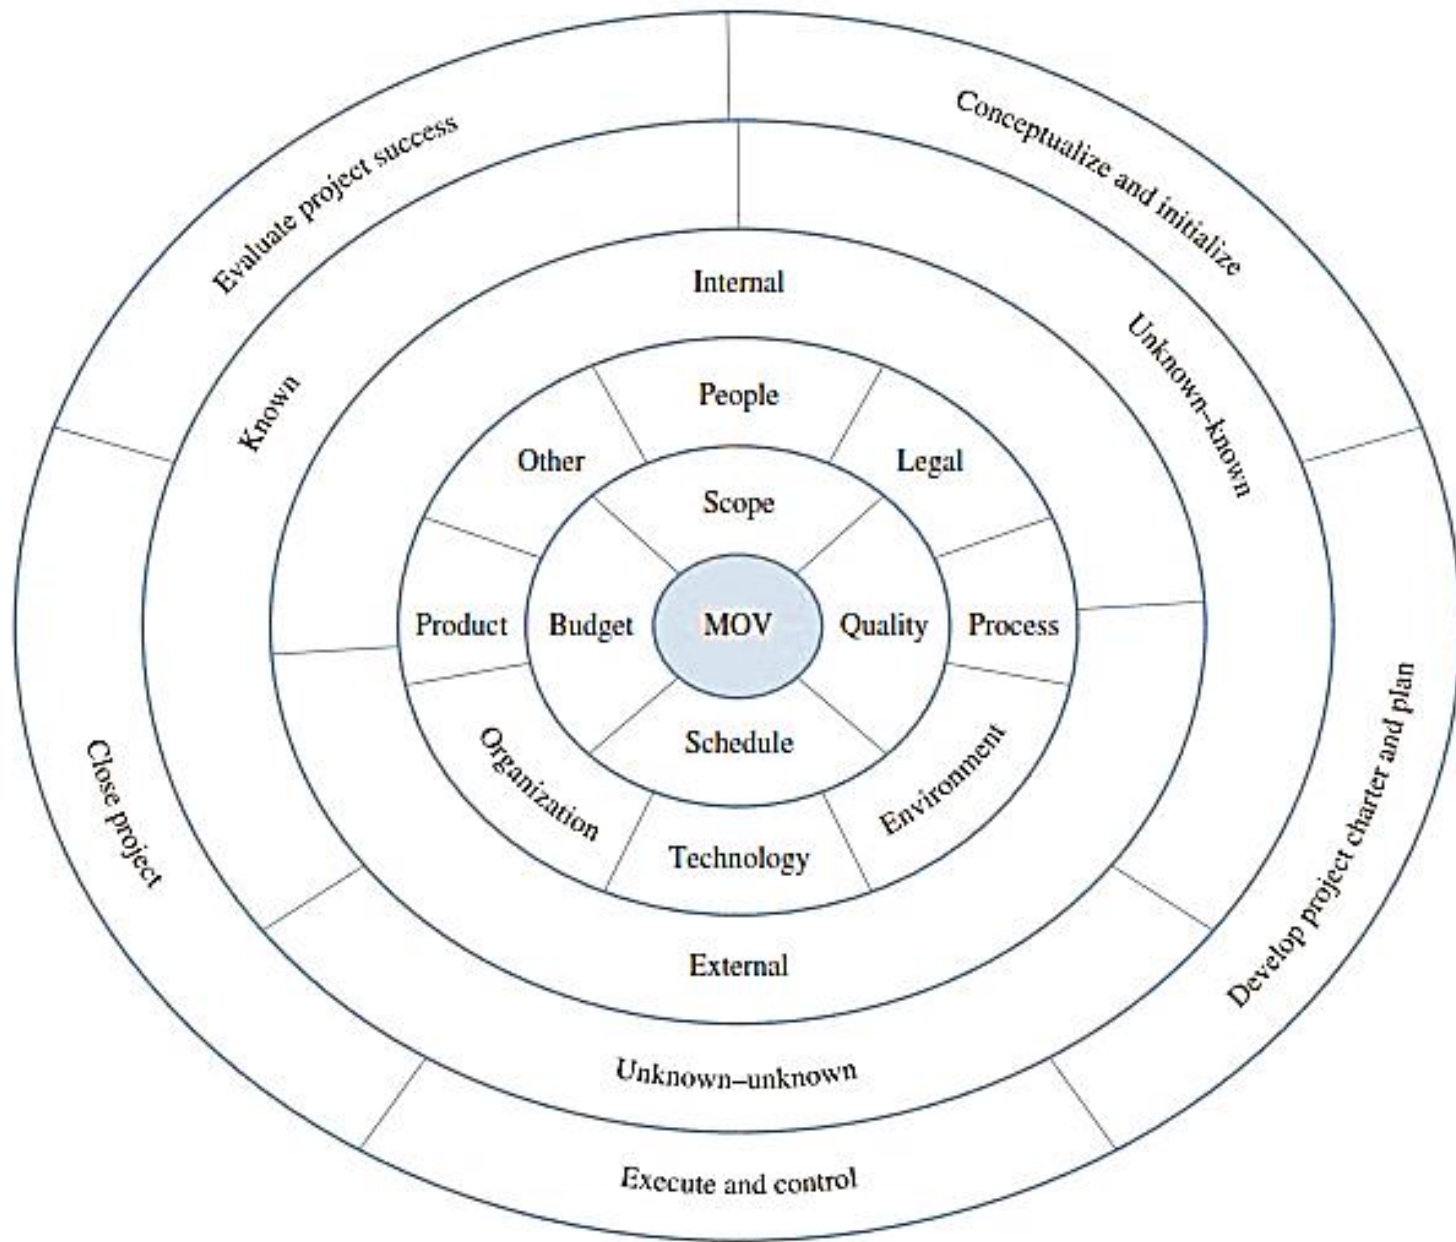 Conceptualize and initialize
Evaluate project success
Internal
Unknown–known
Known
People
Other
Legal
Scope
Product
Budget
MOV
Quality
Process
Schedule
Organization
Environment
Technology
Close project
Develop project charter and plan
External
Unknown–unknown
Execute and control